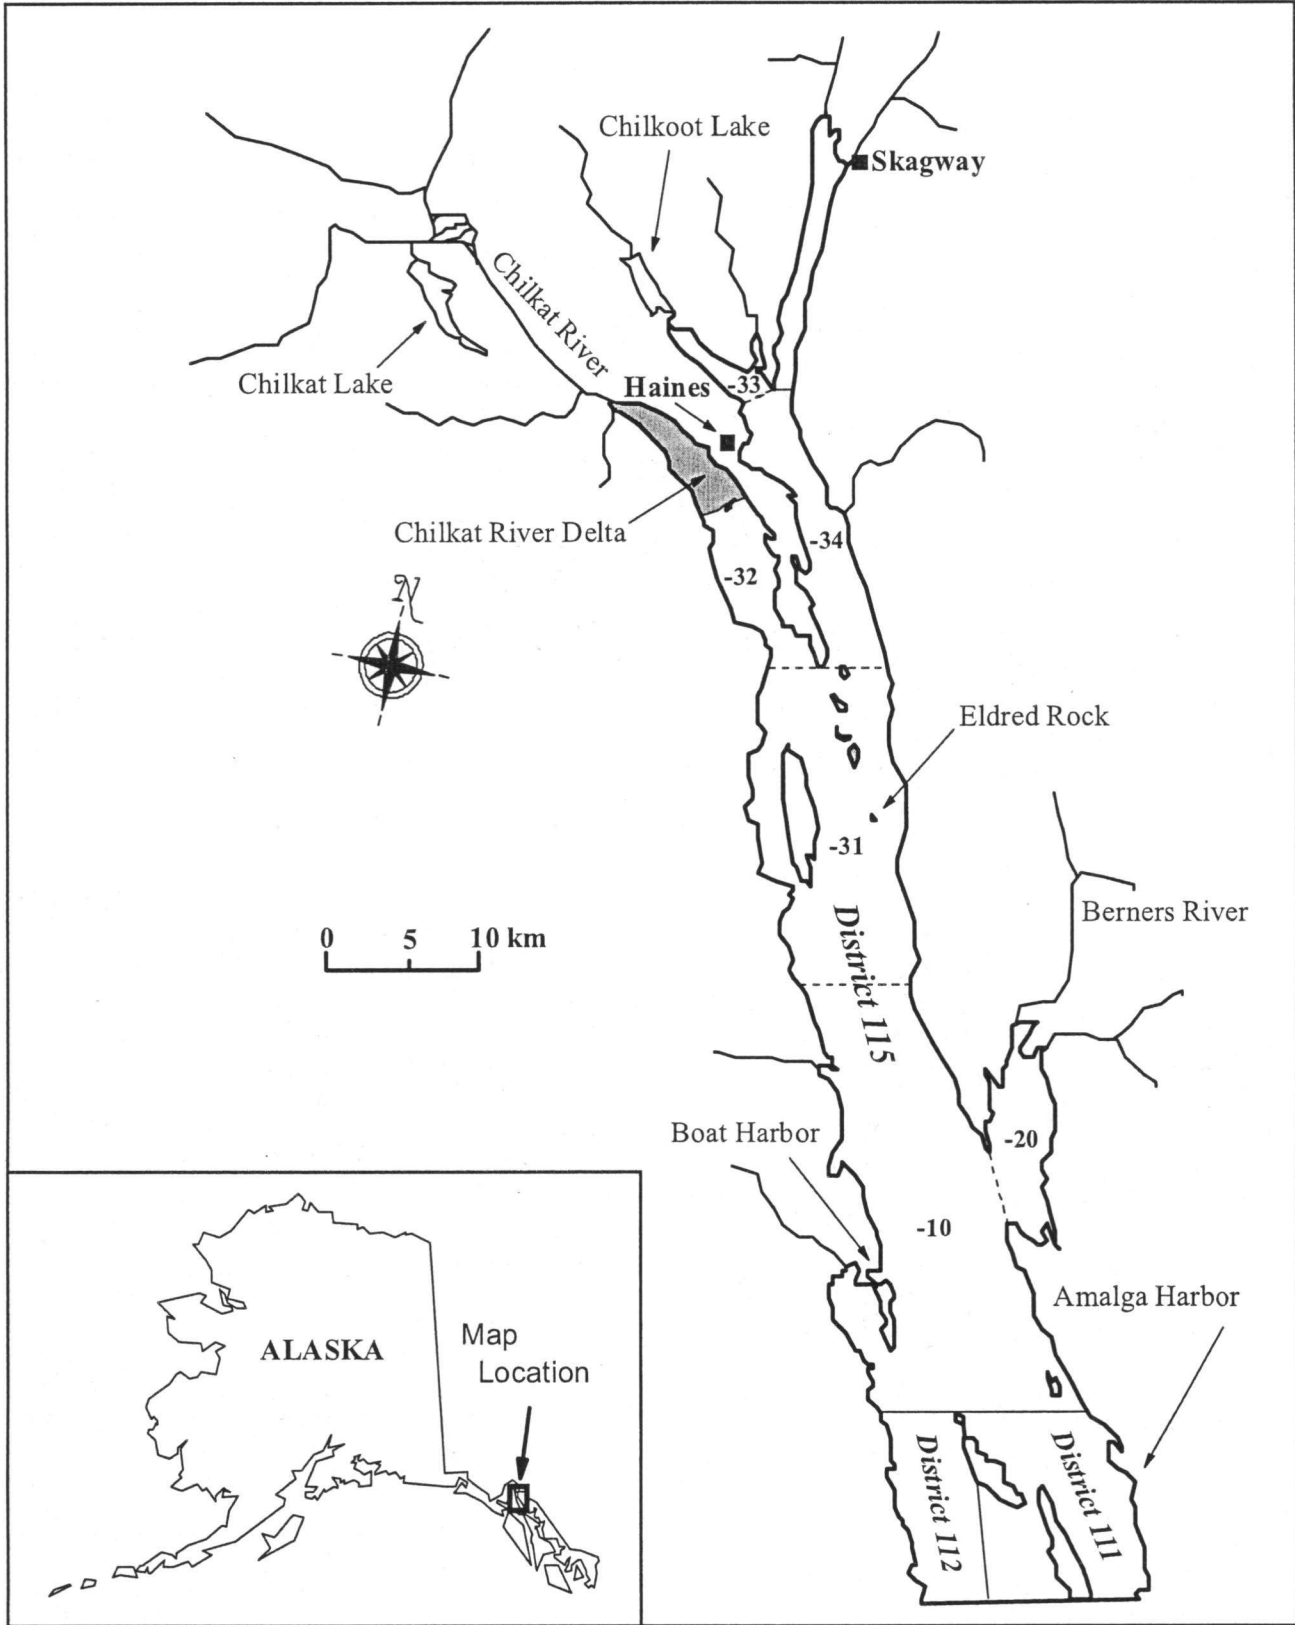 Chilkoot Lake
Skagway
Chilkat River
Chilkat Lake
Haines
-33
Chilkat River Delta
-34
-32
N
Eldred Rock
-31
District 115
Berners River
0 5 10 km
Boat Harbor
-20
-10
Amalga Harbor
ALASKA
Map
Location
District 112
District 111